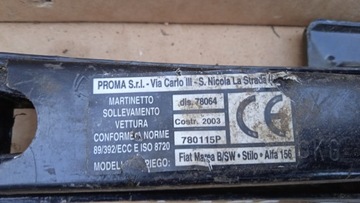 PROMA S.r.l. - Via Carlo III - S. Nicola La Strada
MARTINETTO
SOLLEVAMENTO
VETTURA
CONFORME NORME
89/392/ECC E ISO 8720
dis. 78064
Costr. 2003
780115P
CE
Fiat Marea B/SW • Stilo • Alfa 156